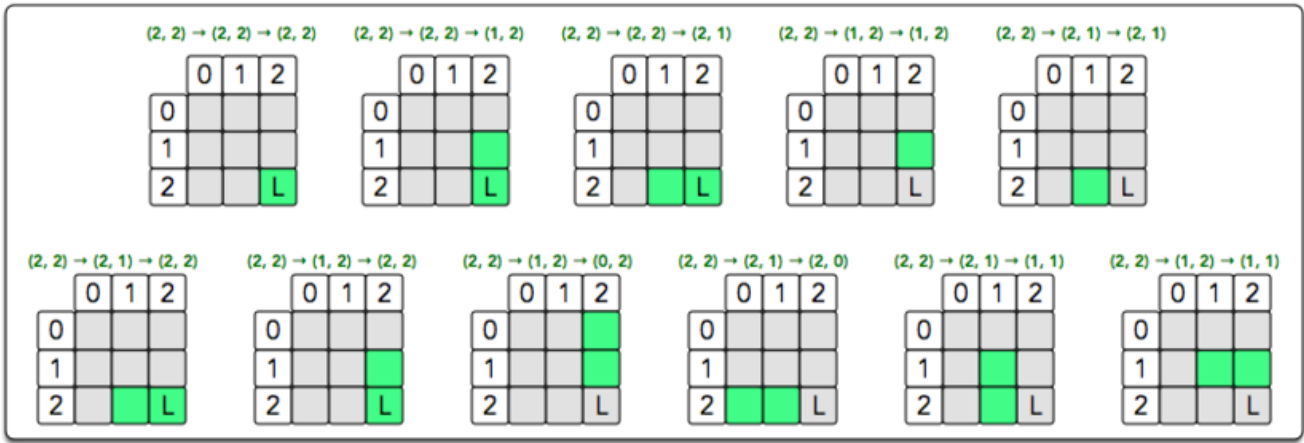 (2, 2) → (2, 2) → (2, 2)
(2, 2) → (2, 2) → (1, 2)
(2, 2) → (2, 2) → (2, 1)
(2, 2) → (1, 2) → (1, 2)
(2, 2) → (2, 1) → (2, 1)
0 1 2
0 1 2
0 1 2
0 1 2
0 1 2
0
0
0
0
0
1
1
1
1
1
2 L
2 L
2 L
2 L
2 L
(2, 2) → (2, 1) → (2, 2)
(2, 2) → (1, 2) → (2, 2)
(2, 2) → (1, 2) → (0, 2)
(2, 2) → (2, 1) → (2, 0)
(2, 2) → (2, 1) → (1, 1)
(2, 2) → (1, 2) → (1, 1)
0 1 2
0 1 2
0 1 2
0 1 2
0 1 2
0 1 2
0
0
0
0
0
0
1
1
1
1
1
1
2 L
2 L
2 L
2 L
2 L
2 L